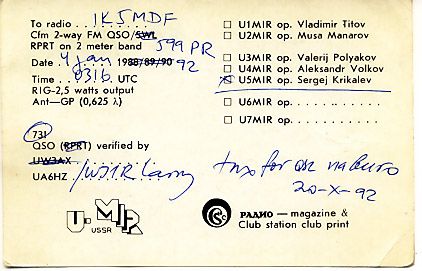 To radio 1K5MDF
Cfm 2-way FM QSO/SWL
RPRT on 2 meter band 599 PR
Date 4 jan 1988/89/90 92
Time 0316 UTC
RIG-2,5 watts output
Ant—GP (0,625 λ)
U1MIR op. Vladimir Titov
U2MIR op. Musa Manarov
U3MIR op. Valerij Polyakov
U4MIR op. Aleksandr Volkov
U5MIR op. Sergej Krikalev
U6MIR op.
U7MIR op.
73!
QSO (RPRT) verified by
UW3AX
UA6HZ /UW1R Larry
tnx for QSL via Buro
20-X-92
U. MIR
USSR
РАДИО — magazine &
Club station club print